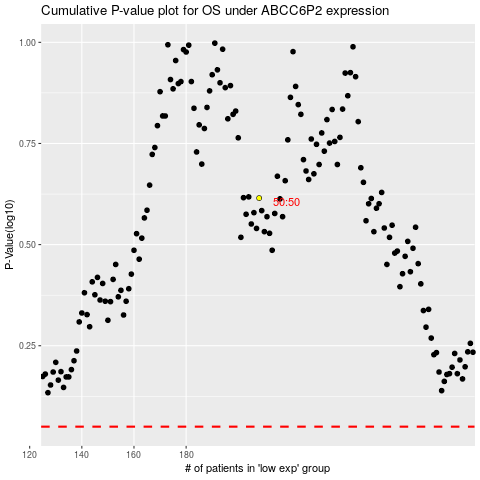 Cumulative P-value plot for OS under ABCC6P2 expression
P-Value(log10)
1.00
0.75
0.50
0.25
50:50
120 140 160 180
# of patients in 'low exp' group